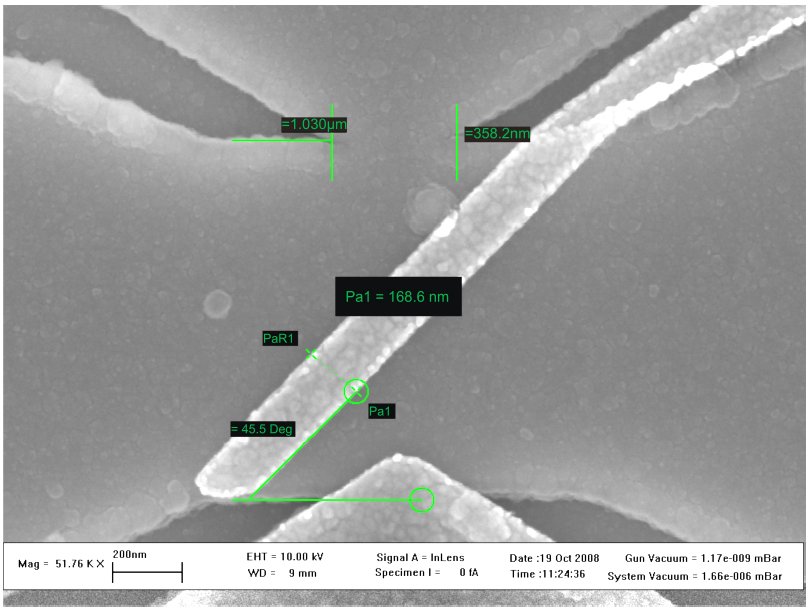 =1.030µm
=358.2nm
Pa1 = 168.6 nm
PaR1
Pa1
= 45.5 Deg
Mag = 51.76 K X
200nm
EHT = 10.00 kV
WD = 9 mm
Signal A = InLens
Specimen I = 0 fA
Date :19 Oct 2008
Time :11:24:36
Gun Vacuum = 1.17e-009 mBar
System Vacuum = 1.66e-006 mBar